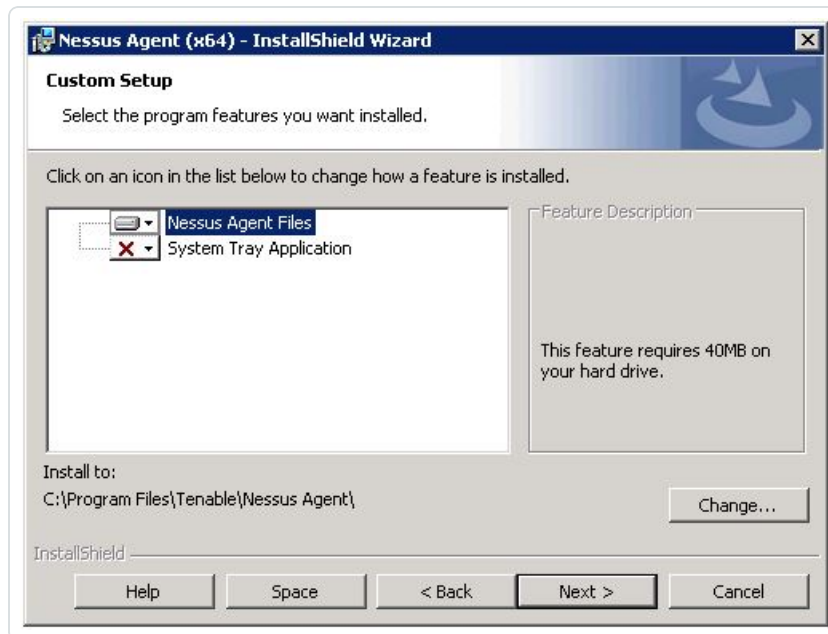 Nessus Agent (x64) - InstallShield Wizard
Custom Setup
Select the program features you want installed.
Click on an icon in the list below to change how a feature is installed.
Nessus Agent Files
System Tray Application
Feature Description
This feature requires 40MB on
your hard drive.
Install to:
C:\Program Files\Tenable\Nessus Agent\
Change...
InstallShield
Help
Space
< Back
Next >
Cancel